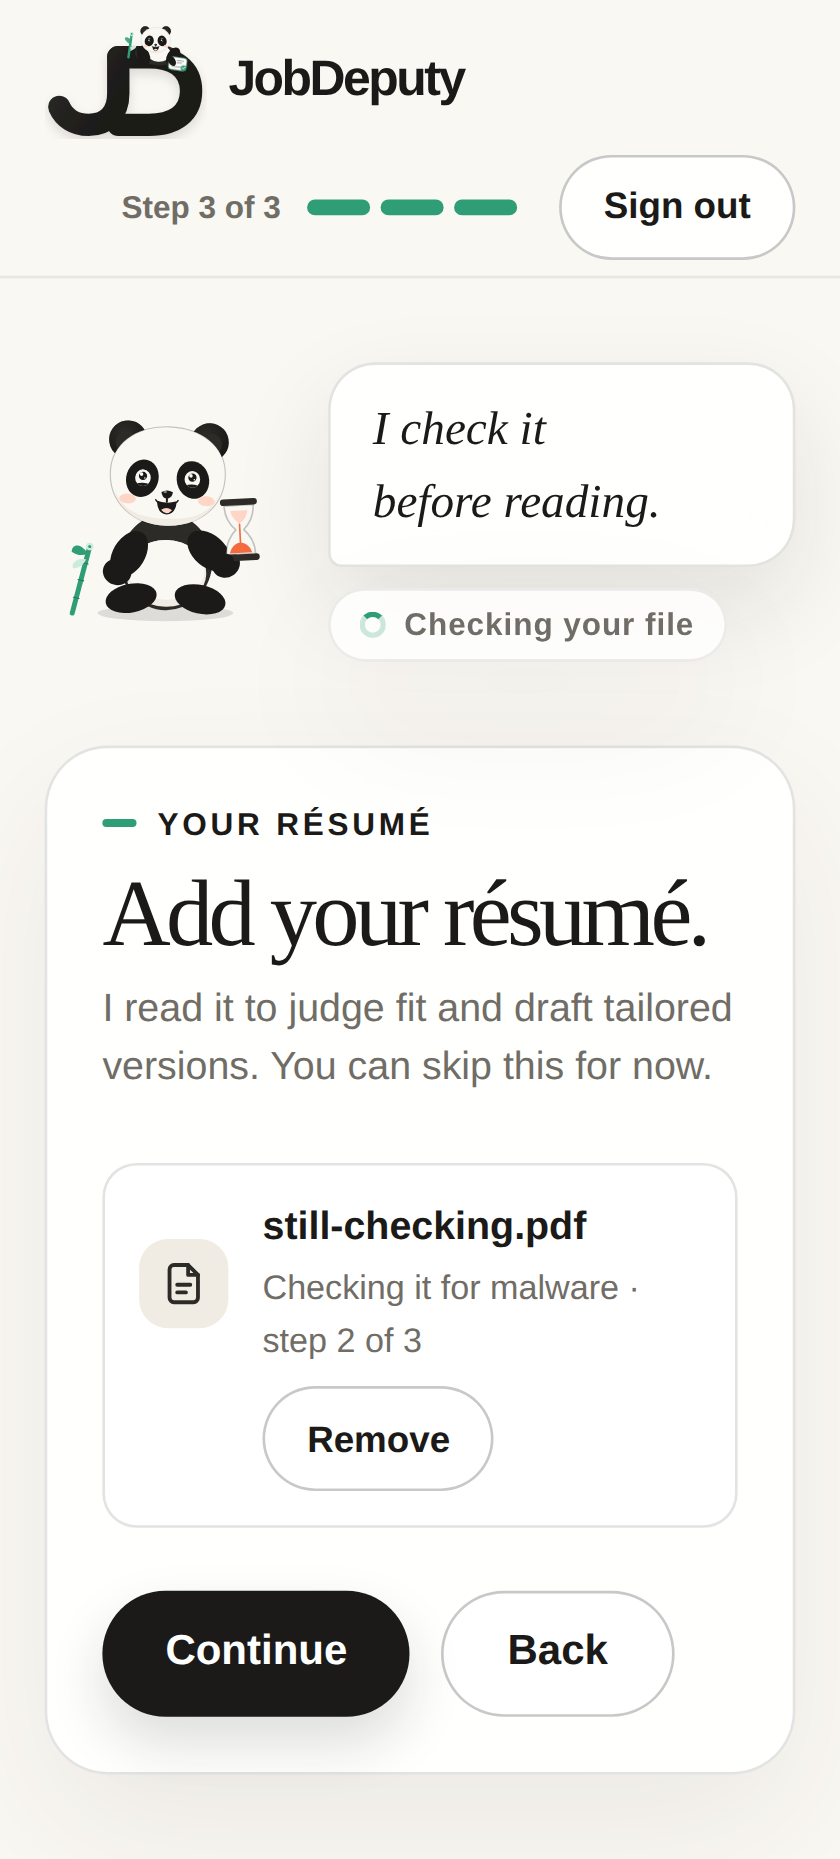 JobDeputy
Step 3 of 3
Sign out
I check it
before reading.
Checking your file
YOUR RÉSUMÉ
Add your résumé.
I read it to judge fit and draft tailored
versions. You can skip this for now.
still-checking.pdf
Checking it for malware ·
step 2 of 3
Remove
Continue
Back